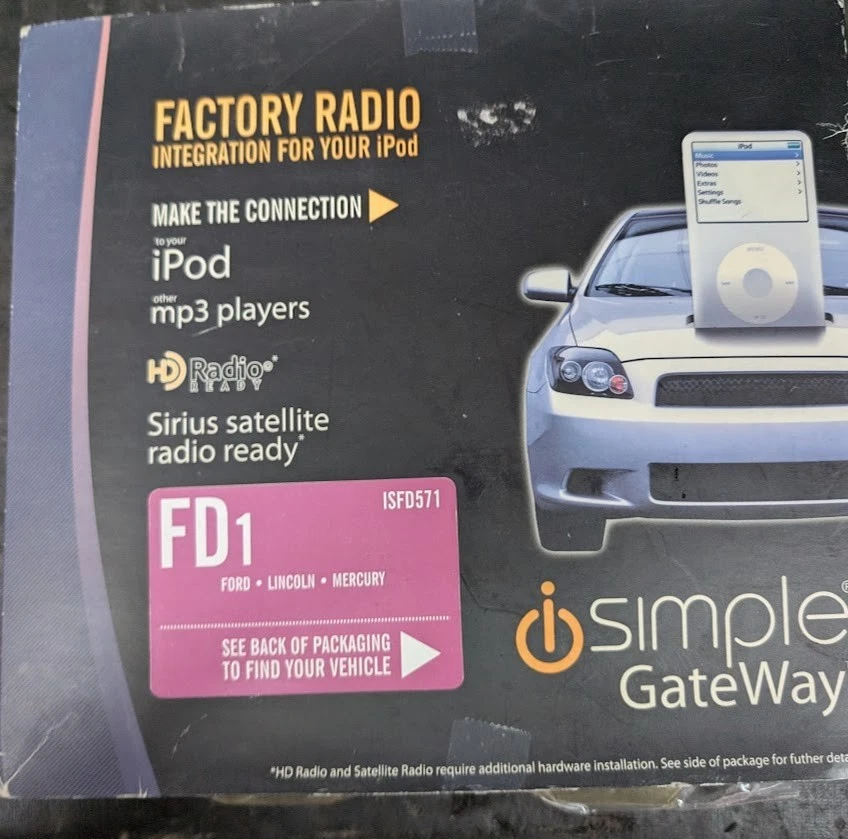 FACTORY RADIO
INTEGRATION FOR YOUR iPod
MAKE THE CONNECTION
to your
iPod
other
mp3 players
HD Radio®*
READY
Sirius satellite
radio ready*
FD1
ISFD571
FORD • LINCOLN • MERCURY
SEE BACK OF PACKAGING
TO FIND YOUR VEHICLE
iPod
Music
Photos
Videos
Extras
Settings
Shuffle Songs
MENU
iSimple®
GateWay
*HD Radio and Satellite Radio require additional hardware installation. See side of package for futher deta